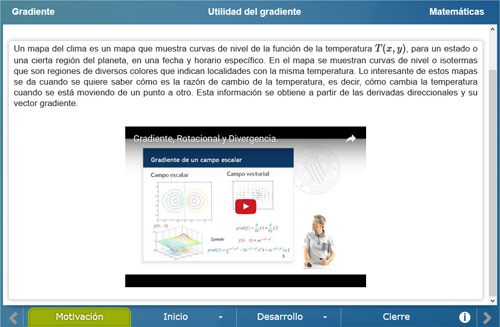 Gradiente Utilidad del gradiente Matemáticas
Un mapa del clima es un mapa que muestra curvas de nivel de la función de la temperatura T(x, y), para un estado o
una cierta región del planeta, en una fecha y horario específico. En el mapa se muestran curvas de nivel o isotermas
que son regiones de diversos colores que indican localidades con la misma temperatura. Lo interesante de estos mapas
se da cuando se quiere saber cómo es la razón de cambio de la temperatura, es decir, cómo cambia la temperatura
cuando se está moviendo de un punto a otro. Esta información se obtiene a partir de las derivadas direccionales y su
vector gradiente.
Gradiente, Rotacional y Divergencia.
Gradiente de un campo escalar
Campo escalar Campo vectorial
Motivación Inicio Desarrollo Cierre